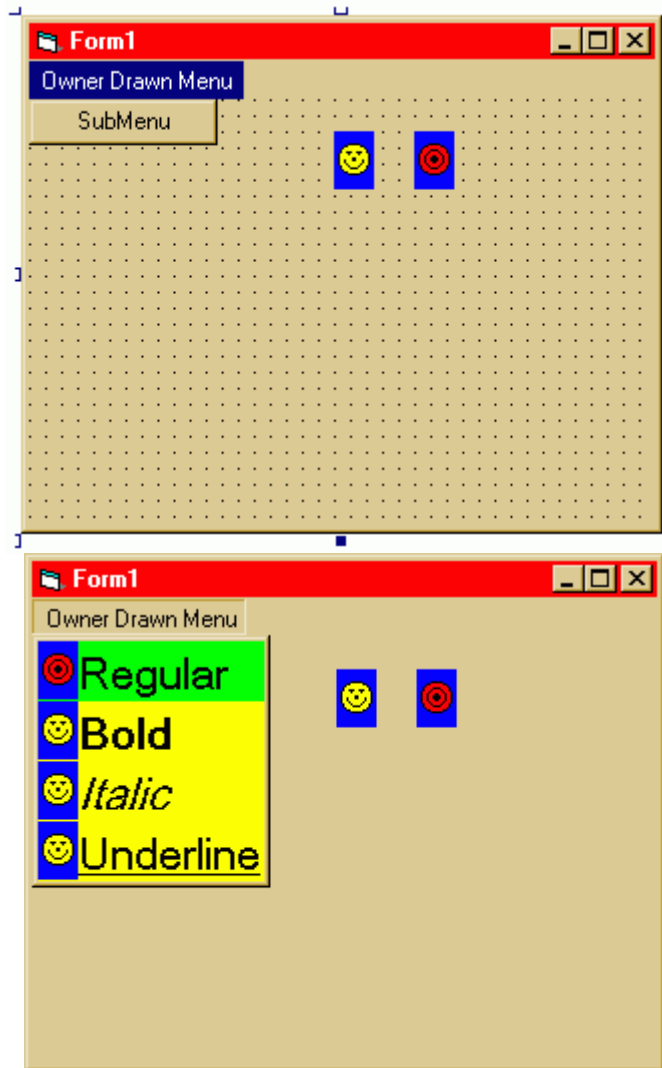 Form1
Owner Drawn Menu
SubMenu
Form1
Owner Drawn Menu
Regular
Bold
Italic
Underline